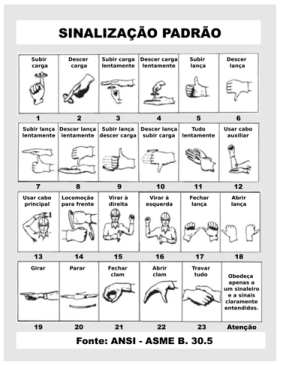 SINALIZAÇÃO PADRÃO
Subir
carga
Descer
carga
Subir carga
lentamente
Descer carga
lentamente
Subir
lança
Descer
lança
1
2
3
4
5
6
Subir lança
lentamente
Descer lança
lentamente
Subir lança
descer carga
Descer lança
subir carga
Tudo
lentamente
Usar cabo
auxiliar
7
8
9
10
11
12
Usar cabo
principal
Locomoção
para frente
Virar à
direita
Virar à
esquerda
Fechar
lança
Abrir
lança
13
14
15
16
17
18
Girar
Parar
Fechar
clam
Abrir
clam
Travar
tudo
Obedeça
apenas a
um sinaleiro
e a sinais
claramente
entendidos.
19
20
21
22
23
Atenção
Fonte: ANSI - ASME B. 30.5